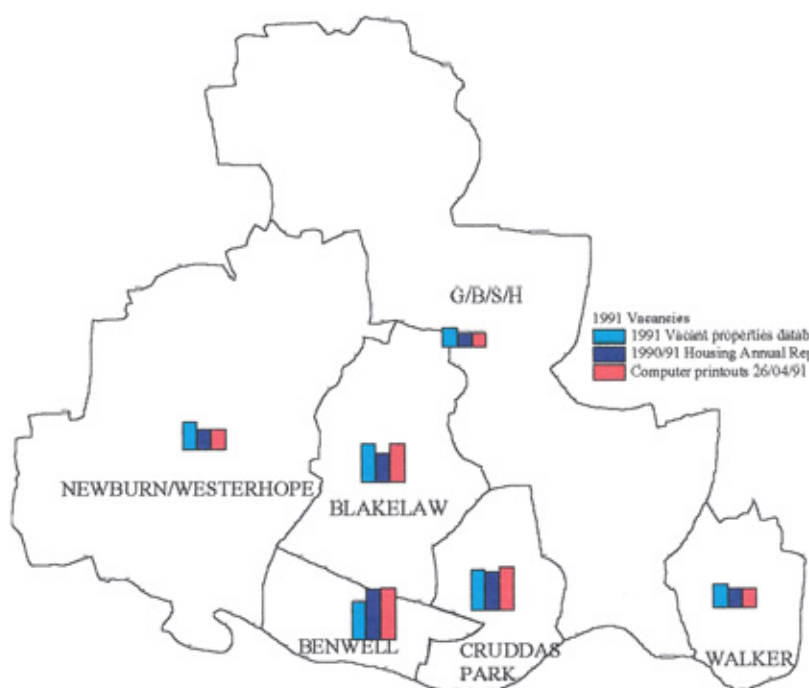 G/B/S/H
1991 Vacancies
1991 Vacant properties datab
1990/91 Housing Annual Rep
Computer printouts 26/04/91
NEWBURN/WESTERHOPE
BLAKELAW
BENWELL
CRUDDAS
PARK
WALKER